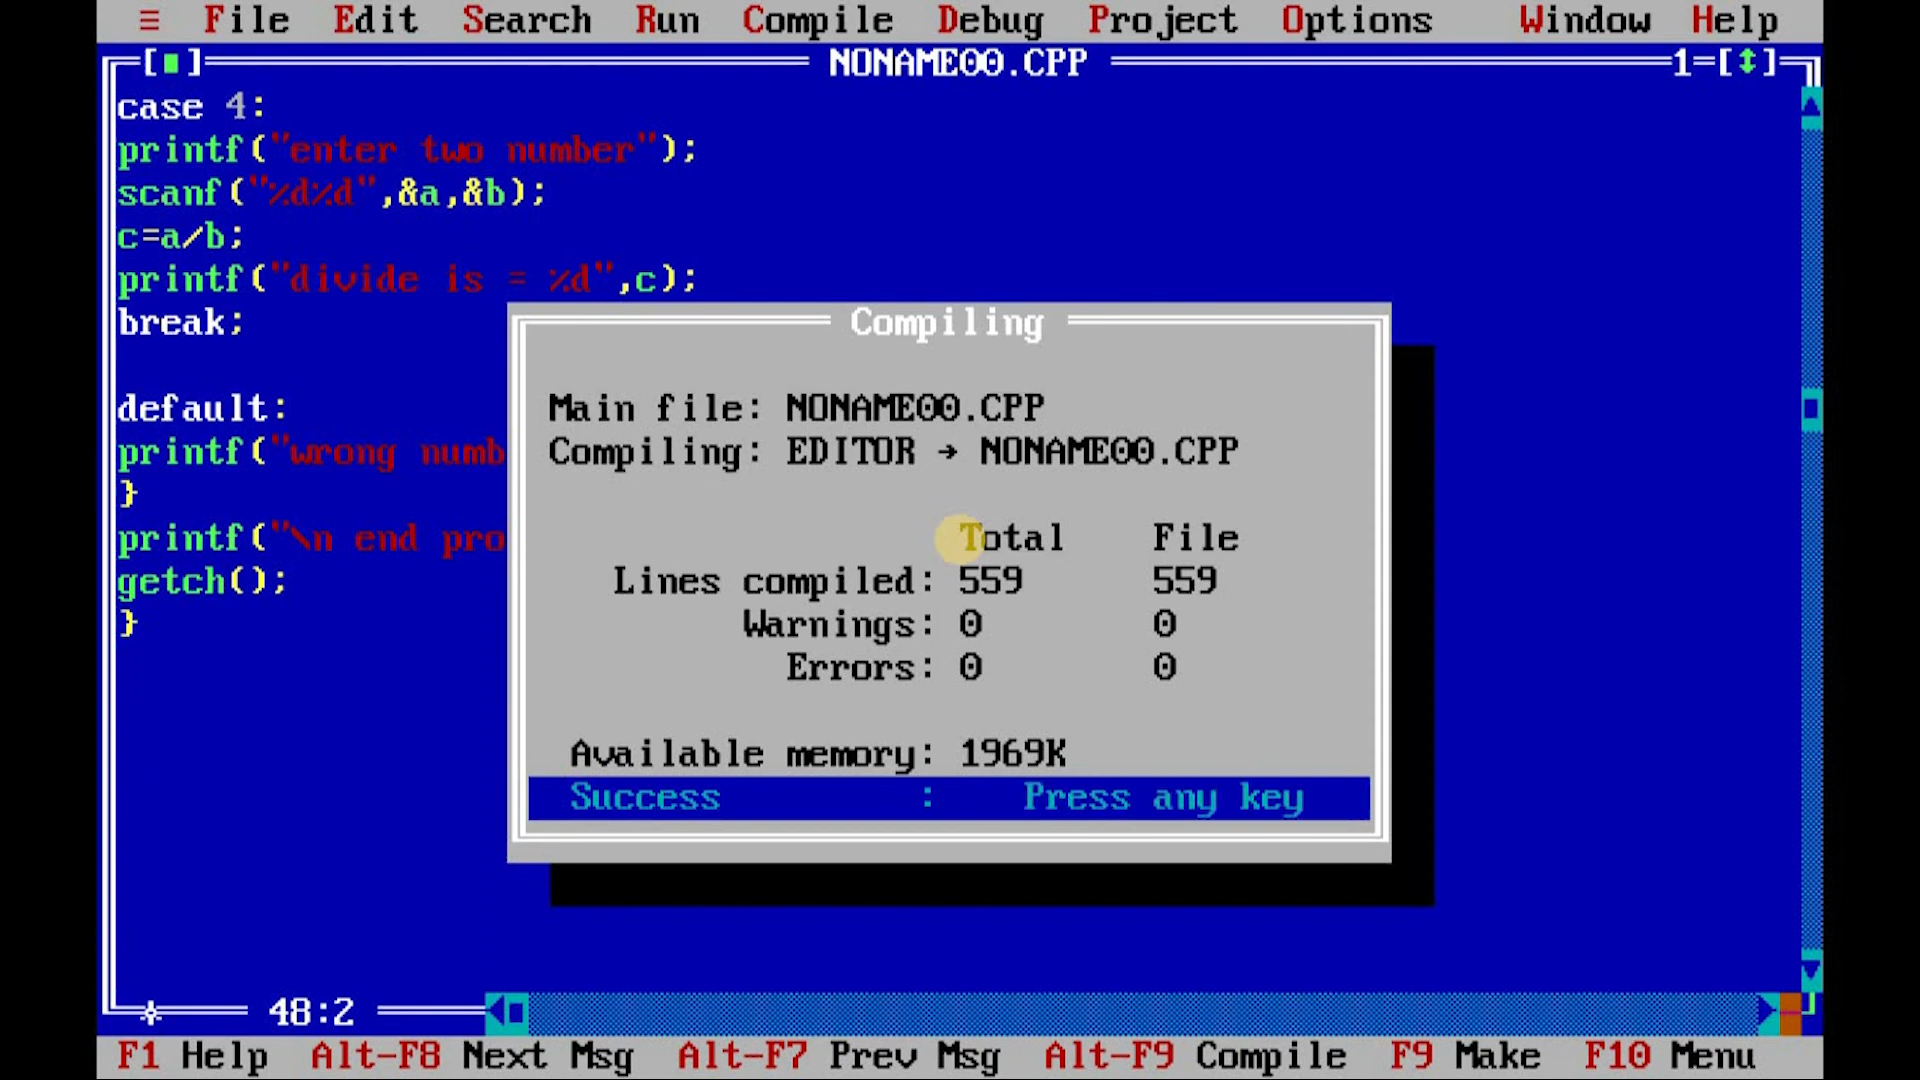 ≡ File Edit Search Run Compile Debug Project Options Window Help
[■] NONAME00.CPP 1=[↕]
case 4:
printf("enter two number");
scanf("%d%d",&a,&b);
c=a/b;
printf("divide is = %d",c);
break;
default:
printf("wrong numb
}
printf("\n end pro
getch();
}
Compiling
Main file: NONAME00.CPP
Compiling: EDITOR → NONAME00.CPP
Total File
Lines compiled: 559 559
Warnings: 0 0
Errors: 0 0
Available memory: 1969K
Success : Press any key
48:2
F1 Help Alt-F8 Next Msg Alt-F7 Prev Msg Alt-F9 Compile F9 Make F10 Menu